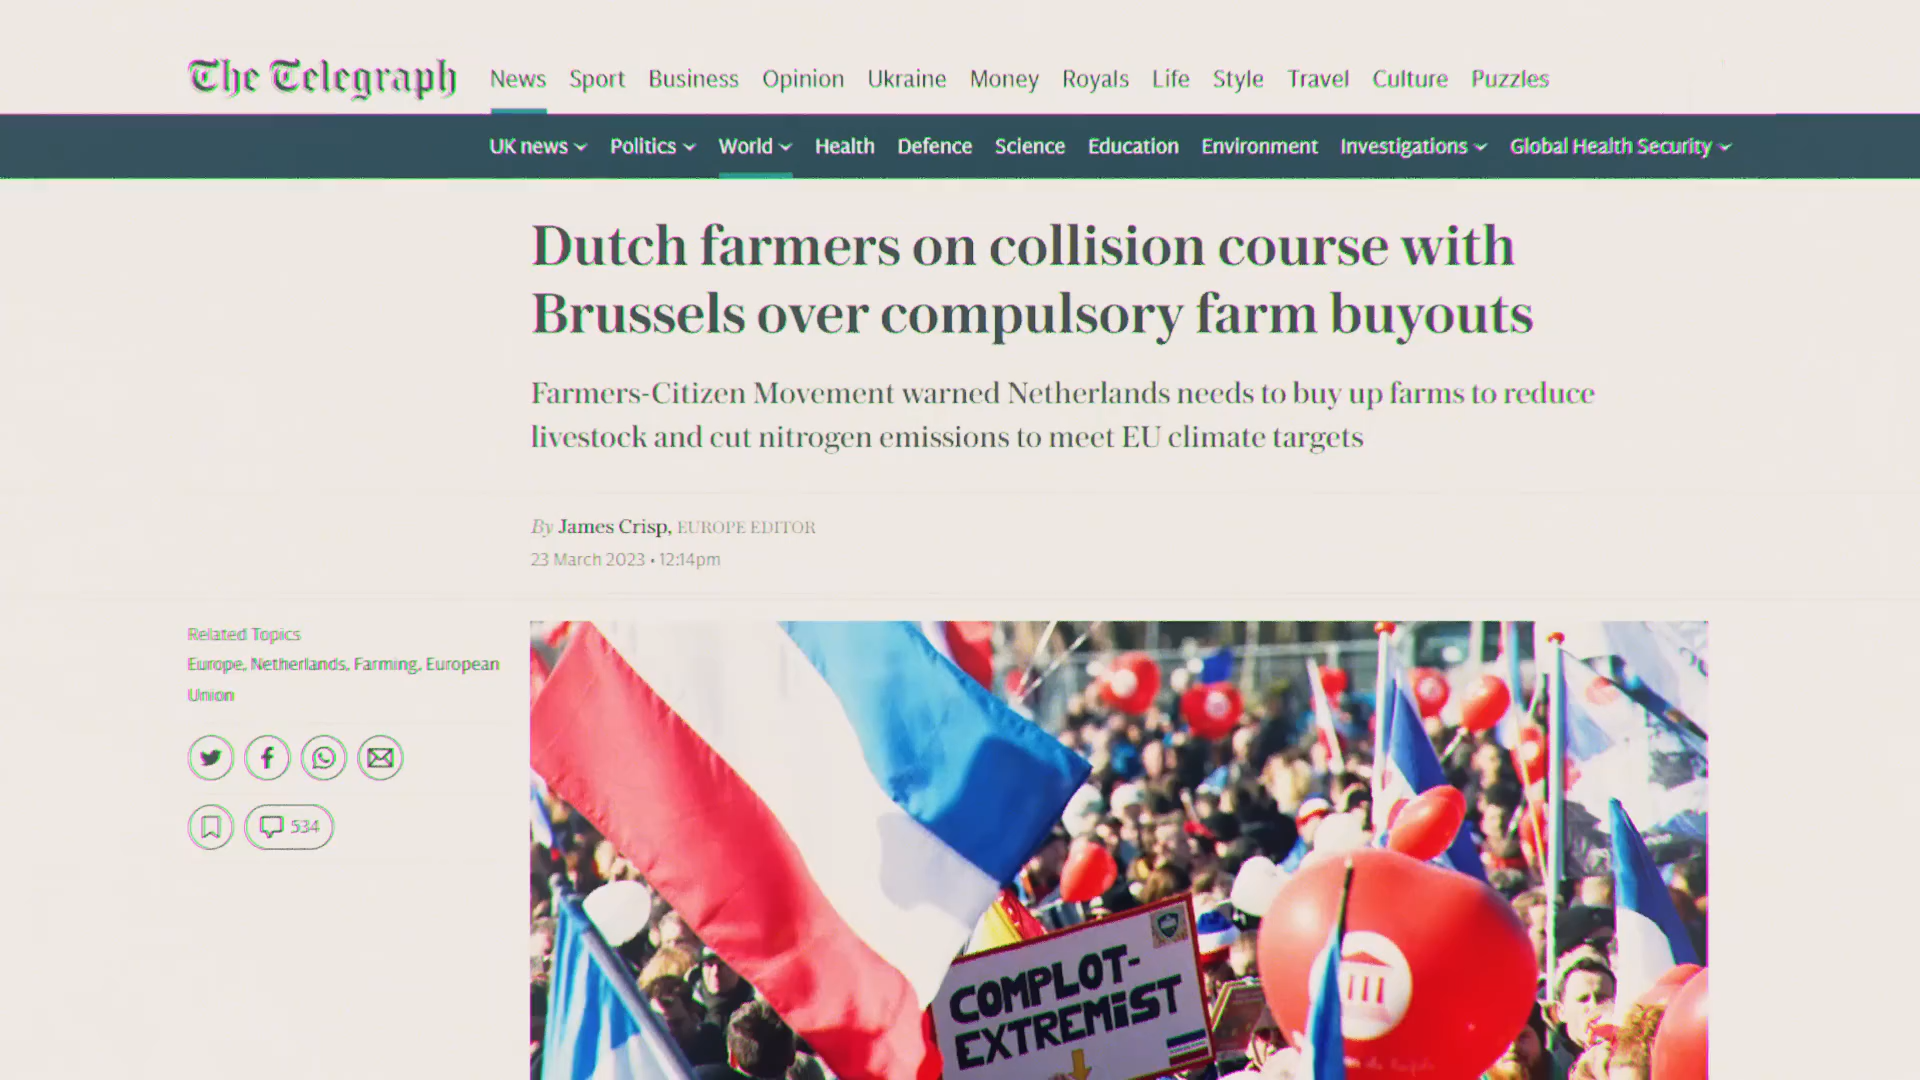 The Telegraph
News Sport Business Opinion Ukraine Money Royals Life Style Travel Culture Puzzles
UK news Politics World Health Defence Science Education Environment Investigations Global Health Security
Dutch farmers on collision course with
Brussels over compulsory farm buyouts
Farmers-Citizen Movement warned Netherlands needs to buy up farms to reduce
livestock and cut nitrogen emissions to meet EU climate targets
By James Crisp, EUROPE EDITOR
23 March 2023 • 12:14pm
Related Topics
Europe, Netherlands, Farming, European
Union
534
COMPLOT-
EXTREMIST